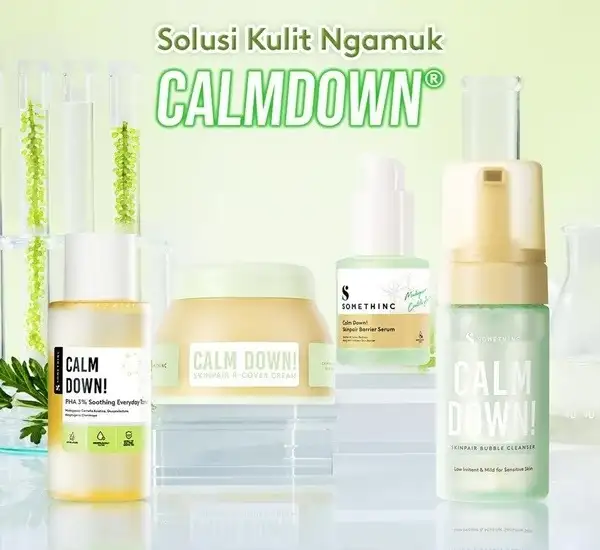 Solusi Kulit Ngamuk
CALMDOWN®
SOMETHINC
CALM
DOWN!
PHA 3% Soothing Everyday
CALM DOWN!
SKINPAIR R-COVER CREAM
S
SOMETHINC
Calm Down!
Skinpair Barrier Serum
S SOMETHINC
CALM
DOWN!
SKINPAIR BUBBLE CLEANSER
Low Irritant & Mild for Sensitive Skin